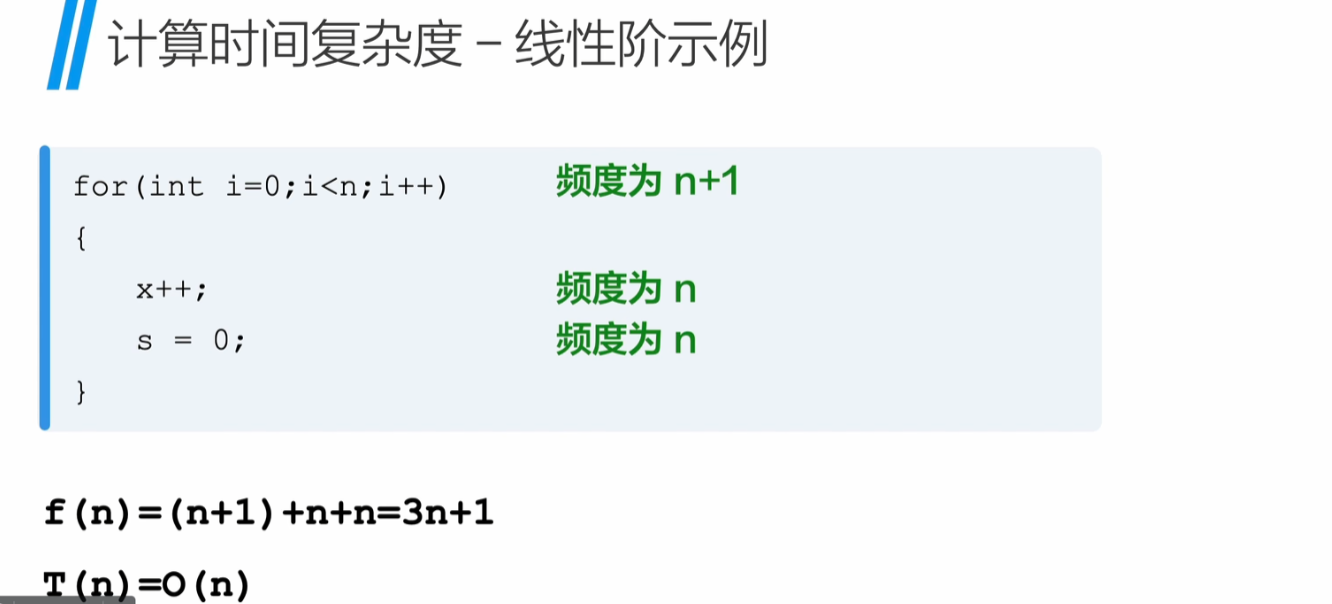 计算时间复杂度 – 线性阶示例
for(int i=0;i<n;i++) 频度为 n+1
{
x++; 频度为 n
s = 0; 频度为 n
}
f(n)=(n+1)+n+n=3n+1
T(n)=O(n)